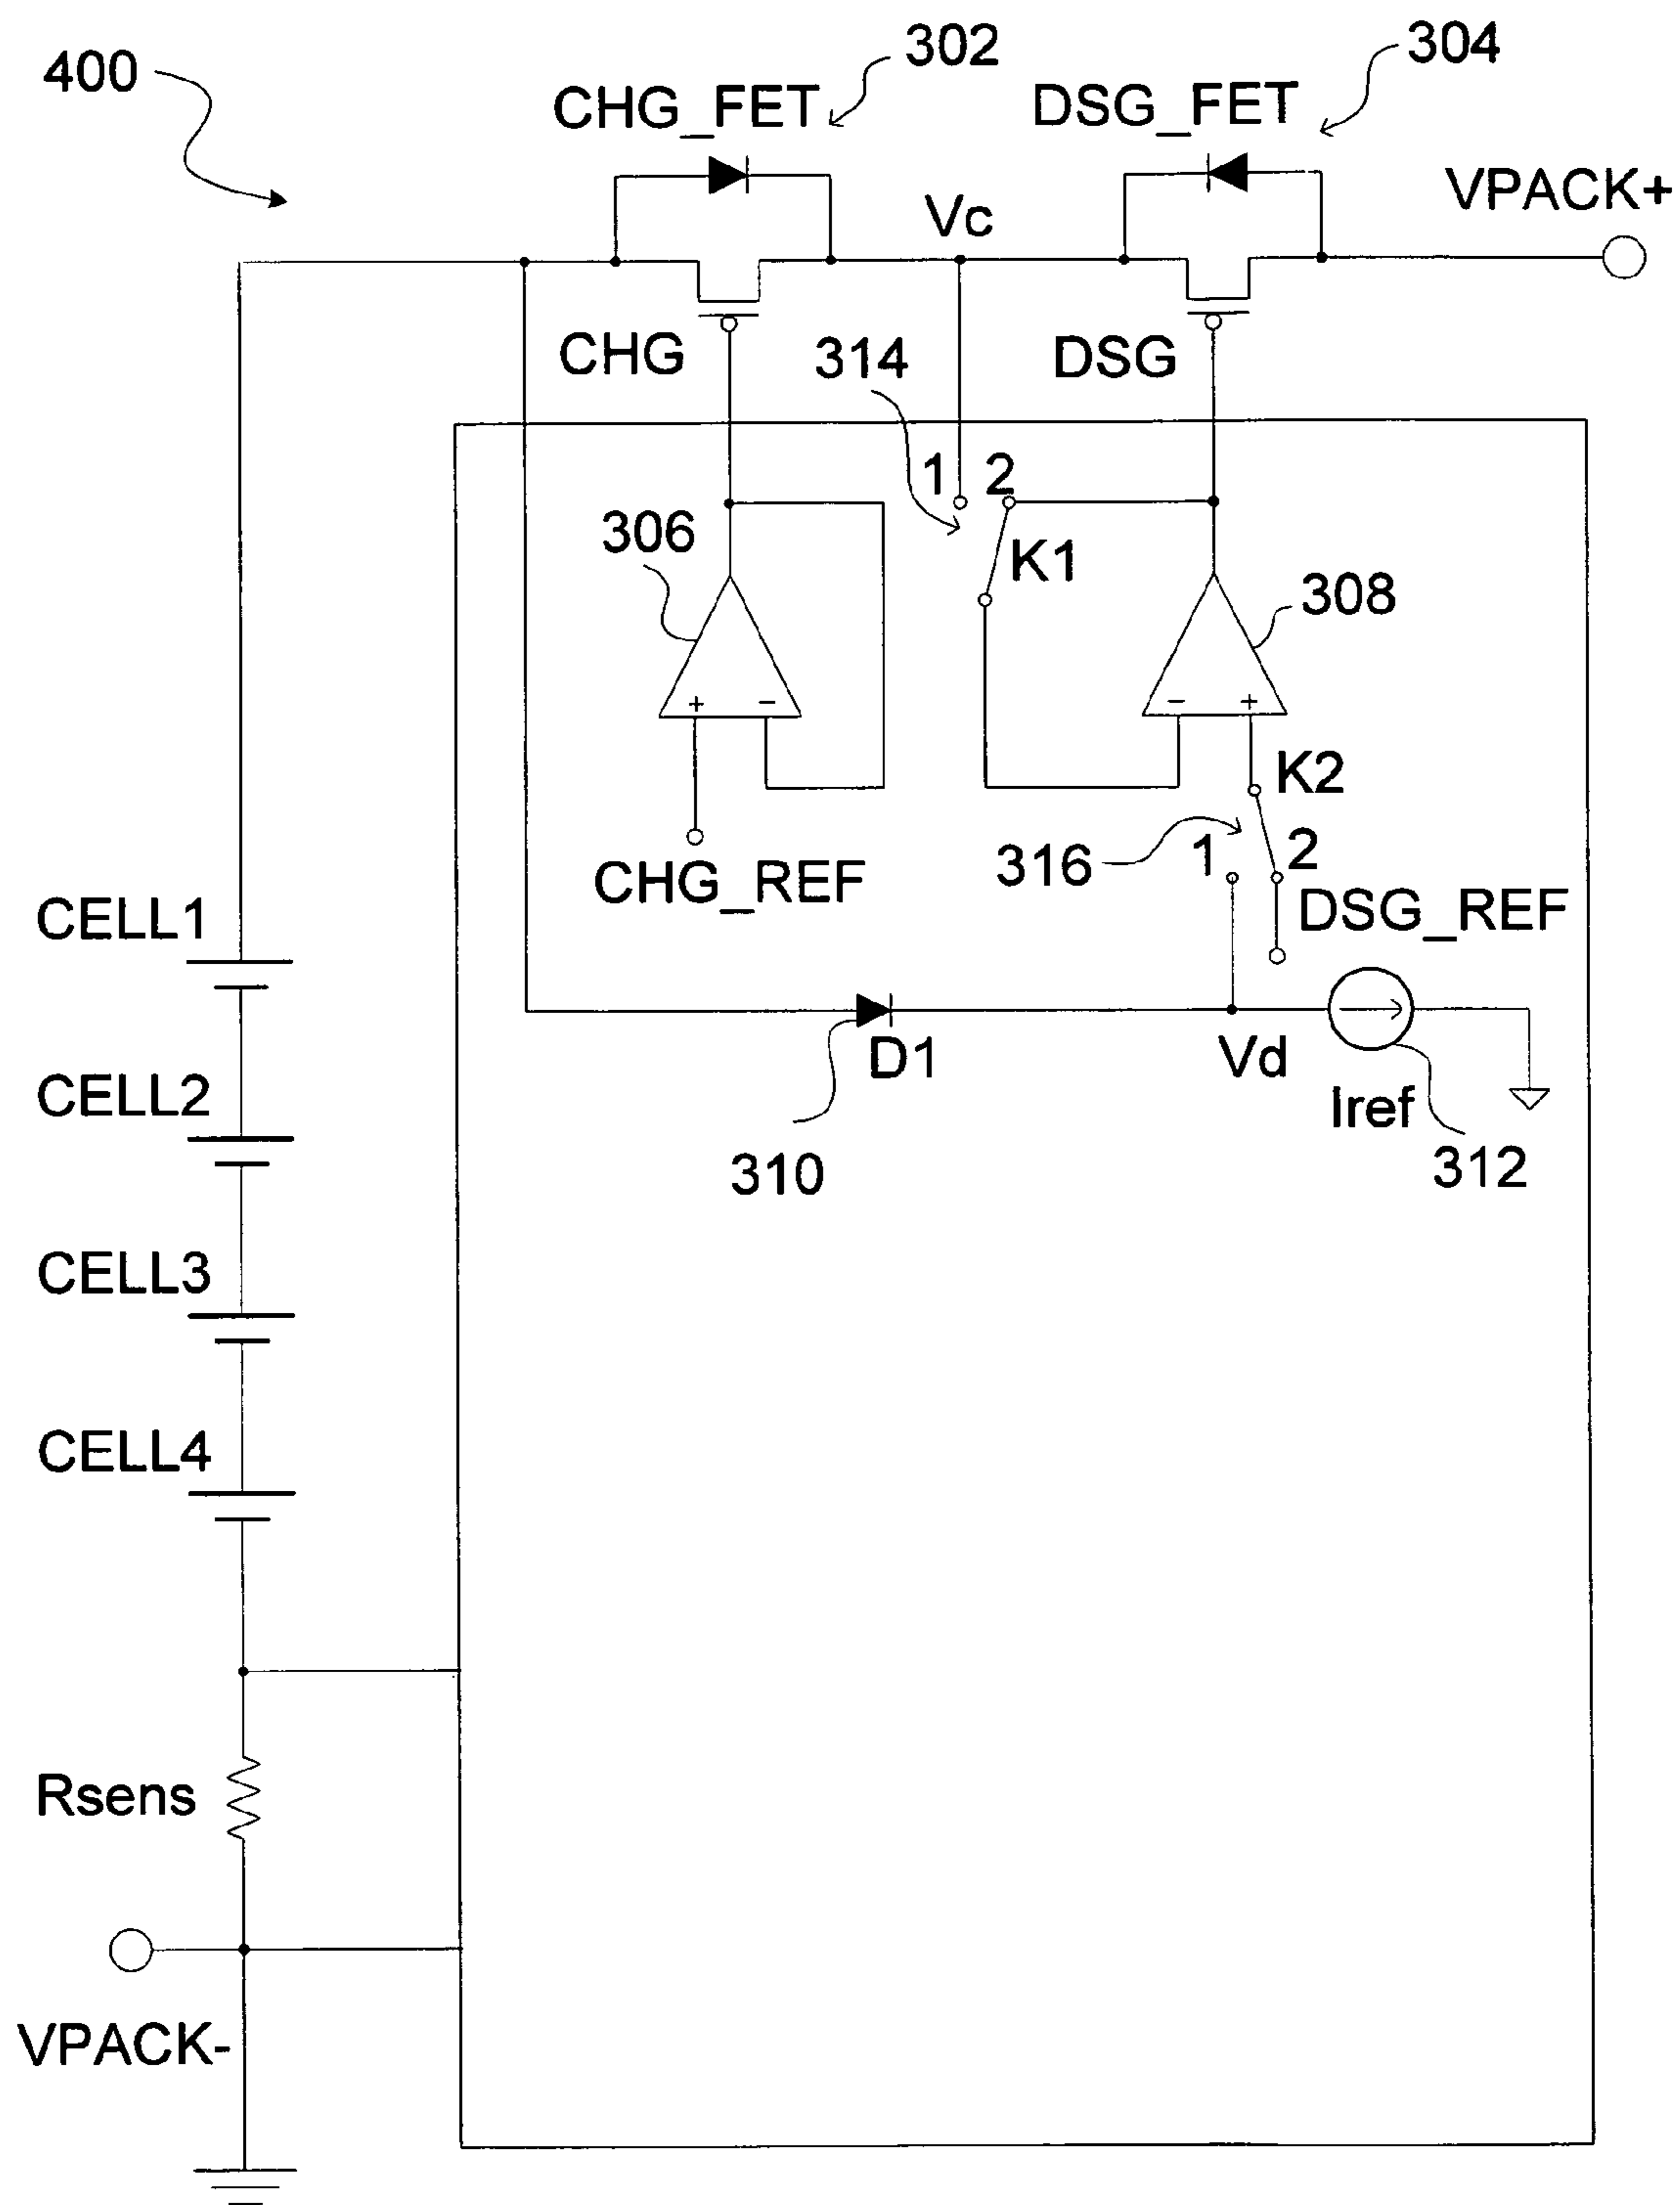 400
302
304
CHG_FET
DSG_FET
VPACK+
Vc
CHG
314
DSG
1
2
306
K1
308
+
-
-
+
K2
316
1
2
CHG_REF
DSG_REF
CELL1
D1
Vd
CELL2
Iref
310
312
CELL3
CELL4
Rsens
VPACK-